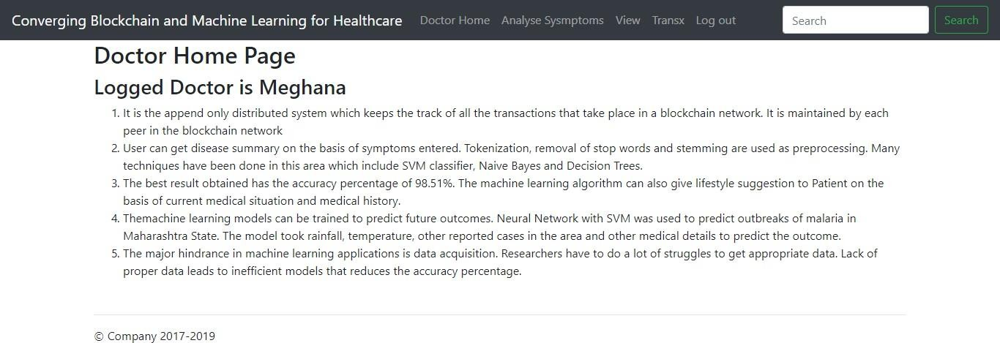 Converging Blockchain and Machine Learning for Healthcare Doctor Home Analyse Sysmptoms View Transx Log out Search Search
Doctor Home Page
Logged Doctor is Meghana
1. It is the append only distributed system which keeps the track of all the transactions that take place in a blockchain network. It is maintained by each
peer in the blockchain network
2. User can get disease summary on the basis of symptoms entered. Tokenization, removal of stop words and stemming are used as preprocessing. Many
techniques have been done in this area which include SVM classifier, Naive Bayes and Decision Trees.
3. The best result obtained has the accuracy percentage of 98.51%. The machine learning algorithm can also give lifestyle suggestion to Patient on the
basis of current medical situation and medical history.
4. Themachine learning models can be trained to predict future outcomes. Neural Network with SVM was used to predict outbreaks of malaria in
Maharashtra State. The model took rainfall, temperature, other reported cases in the area and other medical details to predict the outcome.
5. The major hindrance in machine learning applications is data acquisition. Researchers have to do a lot of struggles to get appropriate data. Lack of
proper data leads to inefficient models that reduces the accuracy percentage.
© Company 2017-2019